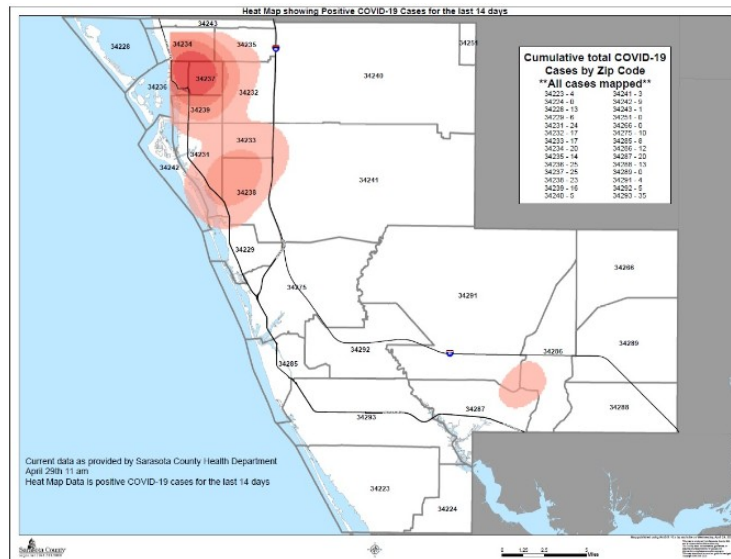 Heat Map showing Positive COVID-19 Cases for the last 14 days
Cumulative total COVID-19
Cases by Zip Code
**All cases mapped**
34223 - 4 34241 - 3
34224 - 0 34242 - 9
34228 - 13 34243 - 1
34229 - 6 34251 - 0
34231 - 24 34266 - 0
34232 - 17 34275 - 10
34233 - 17 34285 - 8
34234 - 20 34286 - 12
34235 - 14 34287 - 20
34236 - 25 34288 - 13
34237 - 25 34289 - 0
34238 - 23 34291 - 4
34239 - 16 34292 - 5
34240 - 5 34293 - 35
34243
34234 34235
34228
34251
34237
34240
34236
34232
34239
34233
34231
34242
34241
34238
34229
34266
34275
34291
34289
34292
34286
34285
34287
34288
34293
34223
34224
Current data as provided by Sarasota County Health Department
April 29th 11 am
Heat Map Data is positive COVID-19 cases for the last 14 days
Sarasota County
Miles